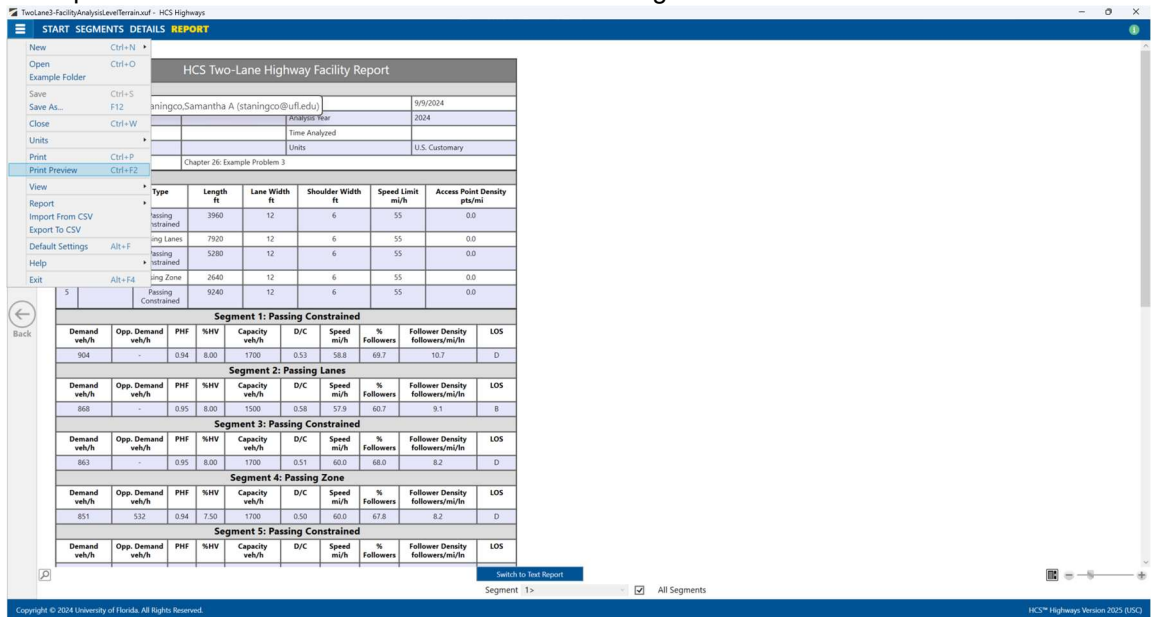 TwoLane3-FacilityAnalysisLevelTerrain.xuf - HCS Highways
START SEGMENTS DETAILS REPORT
New Ctrl+N
Open Ctrl+O
Example Folder
Save Ctrl+S
Save As... F12
Close Ctrl+W
Units
Print Ctrl+P
Print Preview Ctrl+F2
View
Report
Import From CSV
Export To CSV
Default Settings Alt+F
Help
Exit Alt+F4
Back
HCS Two-Lane Highway Facility Report
9/9/2024
aningco,Samantha A (staningco@ufl.edu)
Analysis Year 2024
Time Analyzed
Units U.S. Customary
Chapter 26: Example Problem 3
Type Length Lane Width Shoulder Width Speed Limit Access Point Density
ft ft ft mi/h pts/mi
Passing 3960 12 6 55 0.0
nstrained
ing Lanes 7920 12 6 55 0.0
Passing 5280 12 6 55 0.0
nstrained
sing Zone 2640 12 6 55 0.0
5 Passing 9240 12 6 55 0.0
Constrained
Segment 1: Passing Constrained
Demand Opp. Demand PHF %HV Capacity D/C Speed % Follower Density LOS
veh/h veh/h veh/h mi/h Followers followers/mi/ln
904 - 0.94 8.00 1700 0.53 58.8 69.7 10.7 D
Segment 2: Passing Lanes
Demand Opp. Demand PHF %HV Capacity D/C Speed % Follower Density LOS
veh/h veh/h veh/h mi/h Followers followers/mi/ln
868 - 0.95 8.00 1500 0.58 57.9 60.7 9.1 B
Segment 3: Passing Constrained
Demand Opp. Demand PHF %HV Capacity D/C Speed % Follower Density LOS
veh/h veh/h veh/h mi/h Followers followers/mi/ln
863 - 0.95 8.00 1700 0.51 60.0 68.0 8.2 D
Segment 4: Passing Zone
Demand Opp. Demand PHF %HV Capacity D/C Speed % Follower Density LOS
veh/h veh/h veh/h mi/h Followers followers/mi/ln
851 532 0.94 7.50 1700 0.50 60.0 67.8 8.2 D
Segment 5: Passing Constrained
Demand Opp. Demand PHF %HV Capacity D/C Speed % Follower Density LOS
veh/h veh/h veh/h mi/h Followers followers/mi/ln
Switch to Text Report
Segment 1> All Segments
Copyright © 2024 University of Florida. All Rights Reserved. HCS™ Highways Version 2025 (USC)